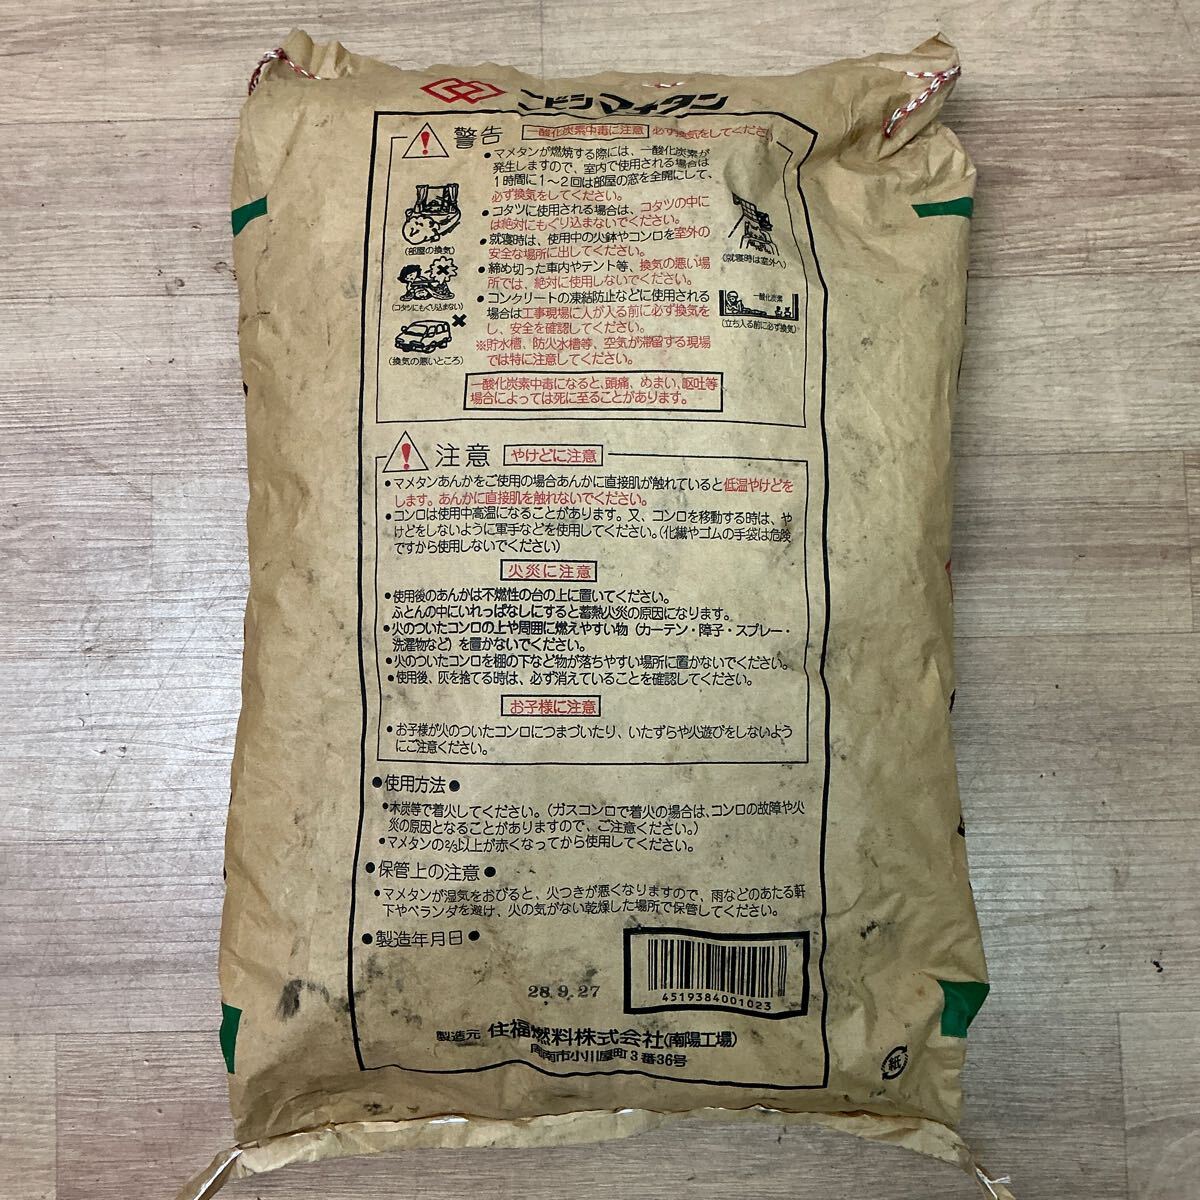 ミドシマメタン
警告 一酸化炭素中毒に注意 必ず換気をしてください
●マメタンが燃焼する際には、一酸化炭素が
発生しますので、室内で使用される場合は
1時間に1〜2回は部屋の窓を全開にして、
必ず換気をしてください。
●コタツに使用される場合は、コタツの中に
は絶対にもぐり込まないでください。
●就寝時は、使用中の火鉢やコンロを室外の
安全な場所に出してください。
●締め切った車内やテント等、換気の悪い場
所では、絶対に使用しないでください。
●コンクリートの凍結防止などに使用される
場合は工事現場に人が入る前に必ず換気を
し、安全を確認してください。
※貯水槽、防火水槽等、空気が滞留する現場
では特に注意してください。
(部屋の換気)
(コタツにもぐり込まない)
(換気の悪いところ)
(就寝時は室外へ)
一酸化炭素
(立ち入る前に必ず換気)
一酸化炭素中毒になると、頭痛、めまい、嘔吐等
場合によっては死に至ることがあります。
注意 やけどに注意
●マメタンあんかをご使用の場合あんかに直接肌が触れていると低温やけどを
します。あんかに直接肌を触れないでください。
●コンロは使用中高温になることがあります。又、コンロを移動する時は、や
けどをしないように軍手などを使用してください。(化繊やゴムの手袋は危険
ですから使用しないでください)
火災に注意
●使用後のあんかは不燃性の台の上に置いてください。
ふとんの中にいれっぱなしにすると蓄熱火災の原因になります。
●火のついたコンロの上や周囲に燃えやすい物(カーテン・障子・スプレー・
洗濯物など)を置かないでください。
●火のついたコンロを棚の下など物が落ちやすい場所に置かないでください。
●使用後、灰を捨てる時は、必ず消えていることを確認してください。
お子様に注意
●お子様が火のついたコンロにつまづいたり、いたずらや火遊びをしないよう
にご注意ください。
●使用方法●
●木炭等で着火してください。(ガスコンロで着火の場合は、コンロの故障や火
災の原因となることがありますので、ご注意ください。)
●マメタンの⅔以上が赤くなってから使用してください。
●保管上の注意●
●マメタンが湿気をおびると、火つきが悪くなりますので、雨などのあたる軒
下やベランダを避け、火の気がない乾燥した場所で保管してください。
●製造年月日●
28.9.27
4519384001023
製造元 住福燃料株式会社(南陽工場)
周南市小川屋町3番36号
紙